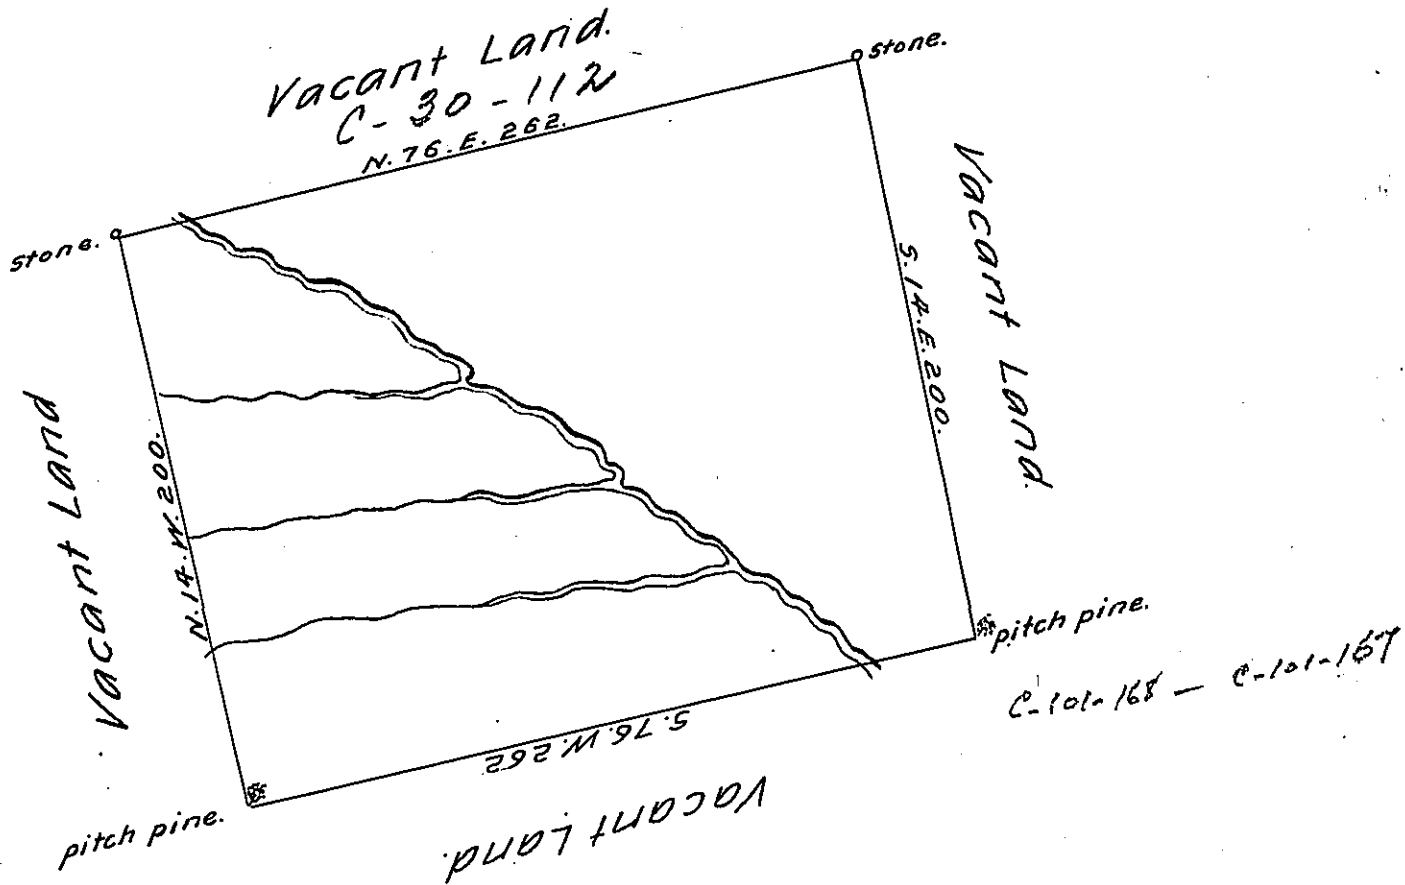 Vacant Land.
C-30-112
N. 76. E. 262.
stone.
stone.
Vacant Land.
S. 14. E. 200.
Vacant Land
N. 14. W. 200.
pitch pine.
C-101-168 — C-101-167
S. 76. W. 262
pitch pine.
Vacant Land.